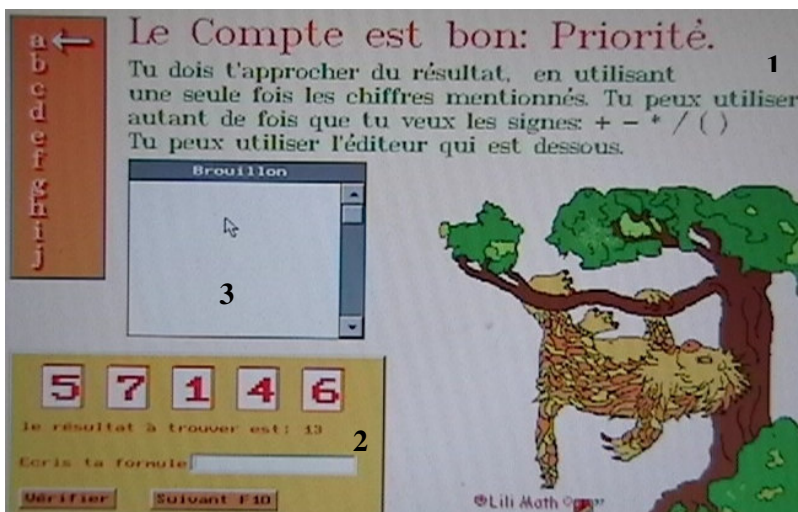 Le Compte est bon: Priorité.
1
Tu dois t'approcher du résultat, en utilisant
une seule fois les chiffres mentionnés. Tu peux utiliser
autant de fois que tu veux les signes: + - * / ( )
Tu peux utiliser l'éditeur qui est dessous.
a
b
c
d
e
f
g
h
i
j
Brouillon
3
5 7 1 4 6
le résultat à trouver est: 13
2
Ecris ta formule
Vérifier Suivant F10
©Lili Math